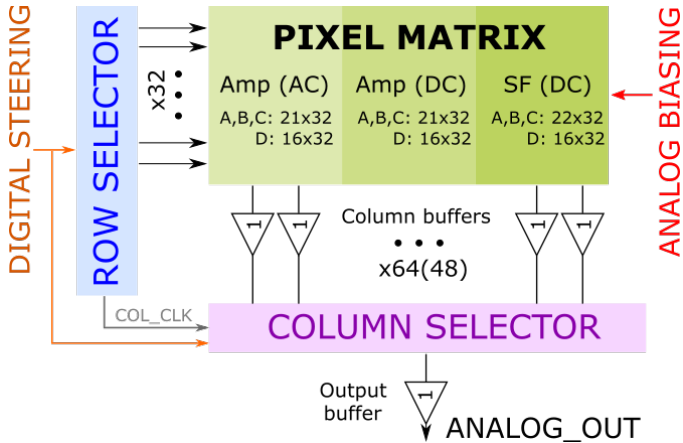 DIGITAL STEERING
ROW SELECTOR
x32
PIXEL MATRIX
Amp (AC)
A,B,C: 21x32
D: 16x32
Amp (DC)
A,B,C: 21x32
D: 16x32
SF (DC)
A,B,C: 22x32
D: 16x32
ANALOG BIASING
1
1
Column buffers
x64(48)
1
1
COL_CLK
COLUMN SELECTOR
Output
buffer
1
ANALOG_OUT